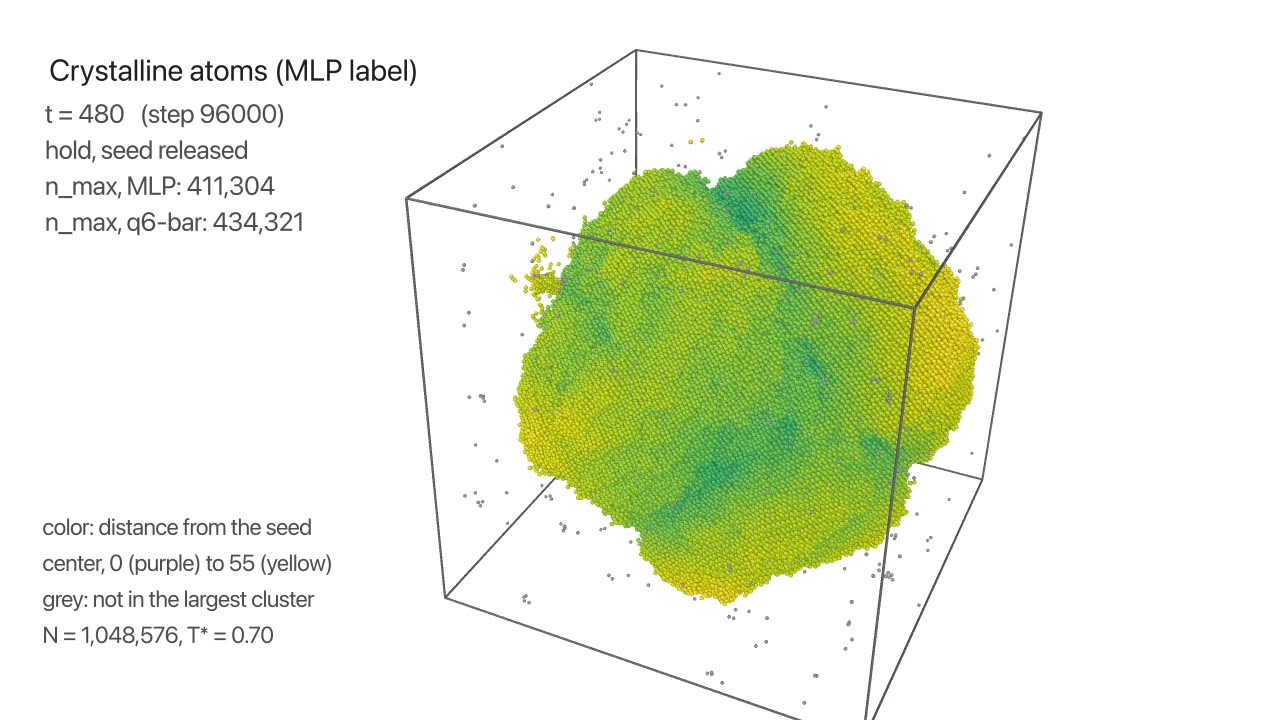 Crystalline atoms (MLP label)
t = 480 (step 96000)
hold, seed released
n_max, MLP: 411,304
n_max, q6-bar: 434,321
color: distance from the seed
center, 0 (purple) to 55 (yellow)
grey: not in the largest cluster
N = 1,048,576, T* = 0.70